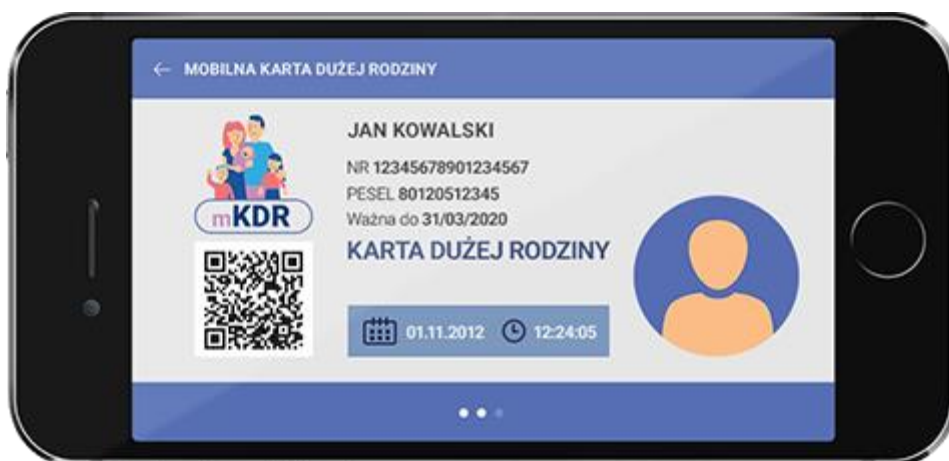 ← MOBILNA KARTA DUŻEJ RODZINY
JAN KOWALSKI
NR 12345678901234567
PESEL 80120512345
Ważna do 31/03/2020
mKDR
KARTA DUŻEJ RODZINY
01.11.2012 12:24:05